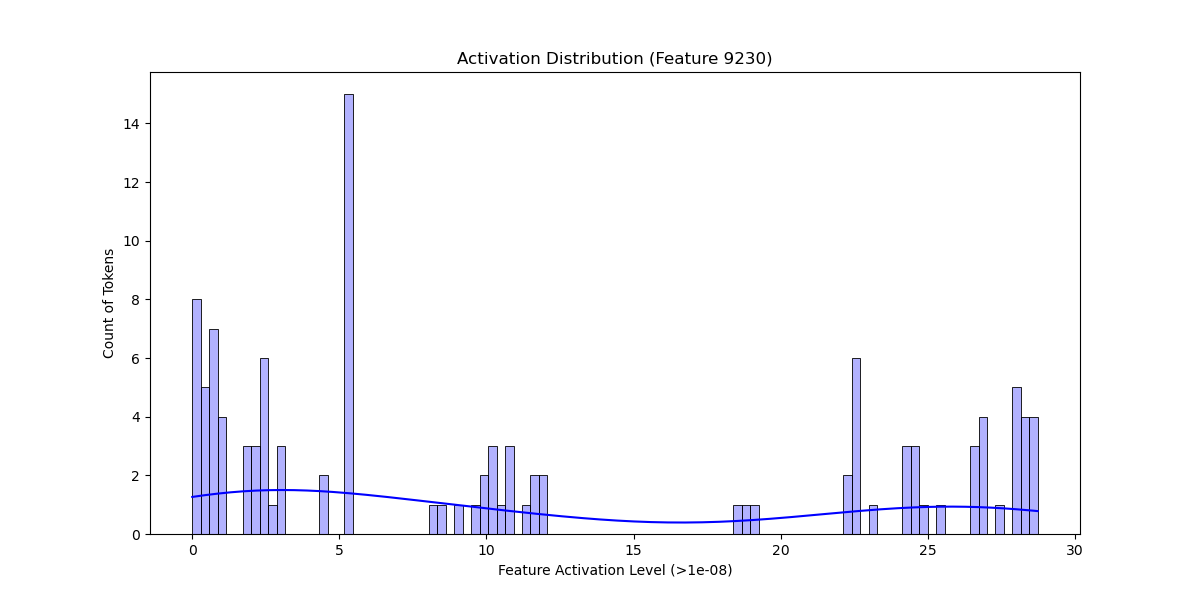 Activation Distribution (Feature 9230)
Count of Tokens
14
12
10
8
6
4
2
0
0 5 10 15 20 25 30
Feature Activation Level (>1e-08)